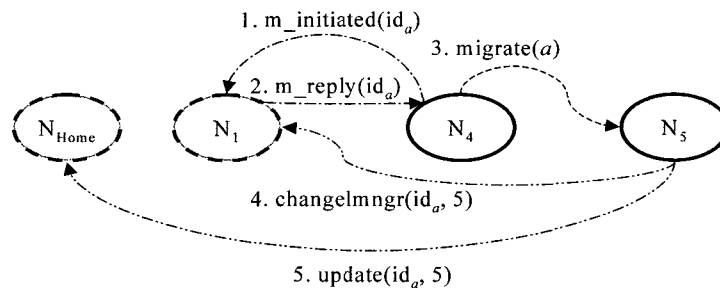 1. m_initiated(id_a)
3. migrate(a)
2. m_reply(id_a)
N_Home
N_1
N_4
N_5
4. changelmngr(id_a, 5)
5. update(id_a, 5)